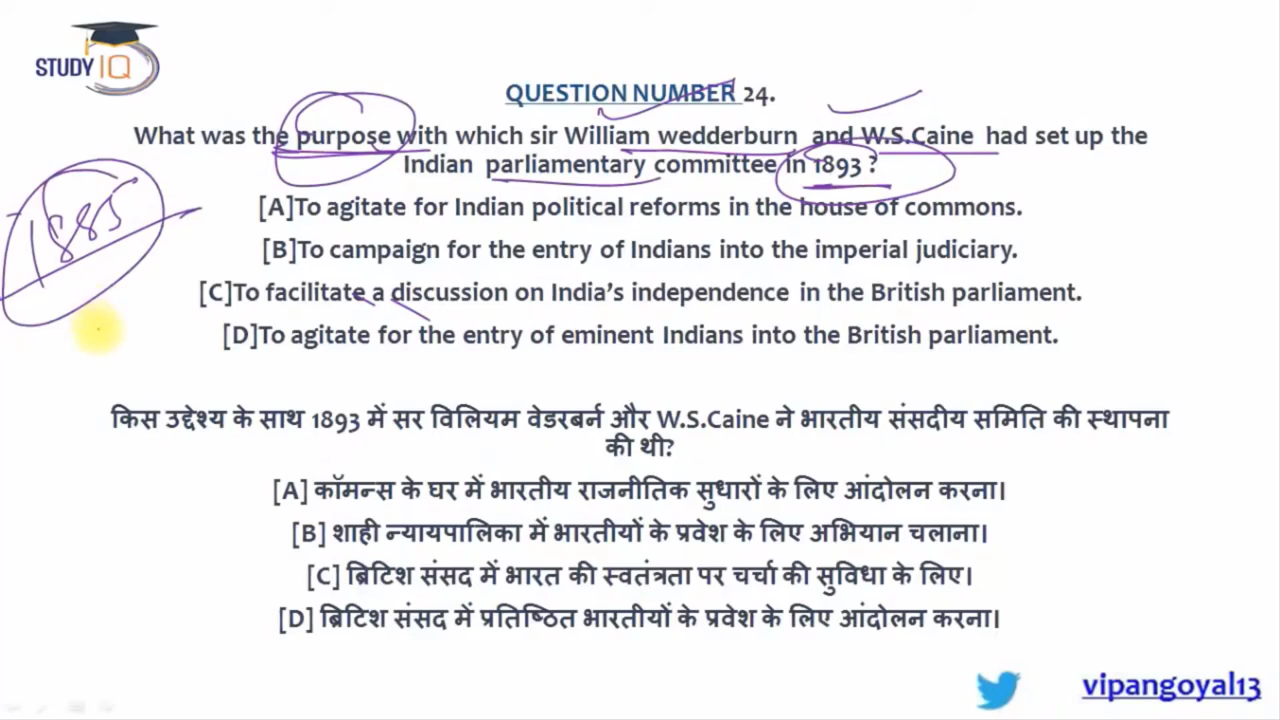 STUDY IQ
QUESTION NUMBER 24.
What was the purpose with which sir William wedderburn and W.S.Caine had set up the
Indian parliamentary committee in 1893 ?
1885
[A]To agitate for Indian political reforms in the house of commons.
[B]To campaign for the entry of Indians into the imperial judiciary.
[C]To facilitate a discussion on India's independence in the British parliament.
[D]To agitate for the entry of eminent Indians into the British parliament.
किस उद्देश्य के साथ 1893 में सर विलियम वेडरबर्न और W.S.Caine ने भारतीय संसदीय समिति की स्थापना
की थी?
[A] कॉमन्स के घर में भारतीय राजनीतिक सुधारों के लिए आंदोलन करना।
[B] शाही न्यायपालिका में भारतीयों के प्रवेश के लिए अभियान चलाना।
[C] ब्रिटिश संसद में भारत की स्वतंत्रता पर चर्चा की सुविधा के लिए।
[D] ब्रिटिश संसद में प्रतिष्ठित भारतीयों के प्रवेश के लिए आंदोलन करना।
vipangoyal13